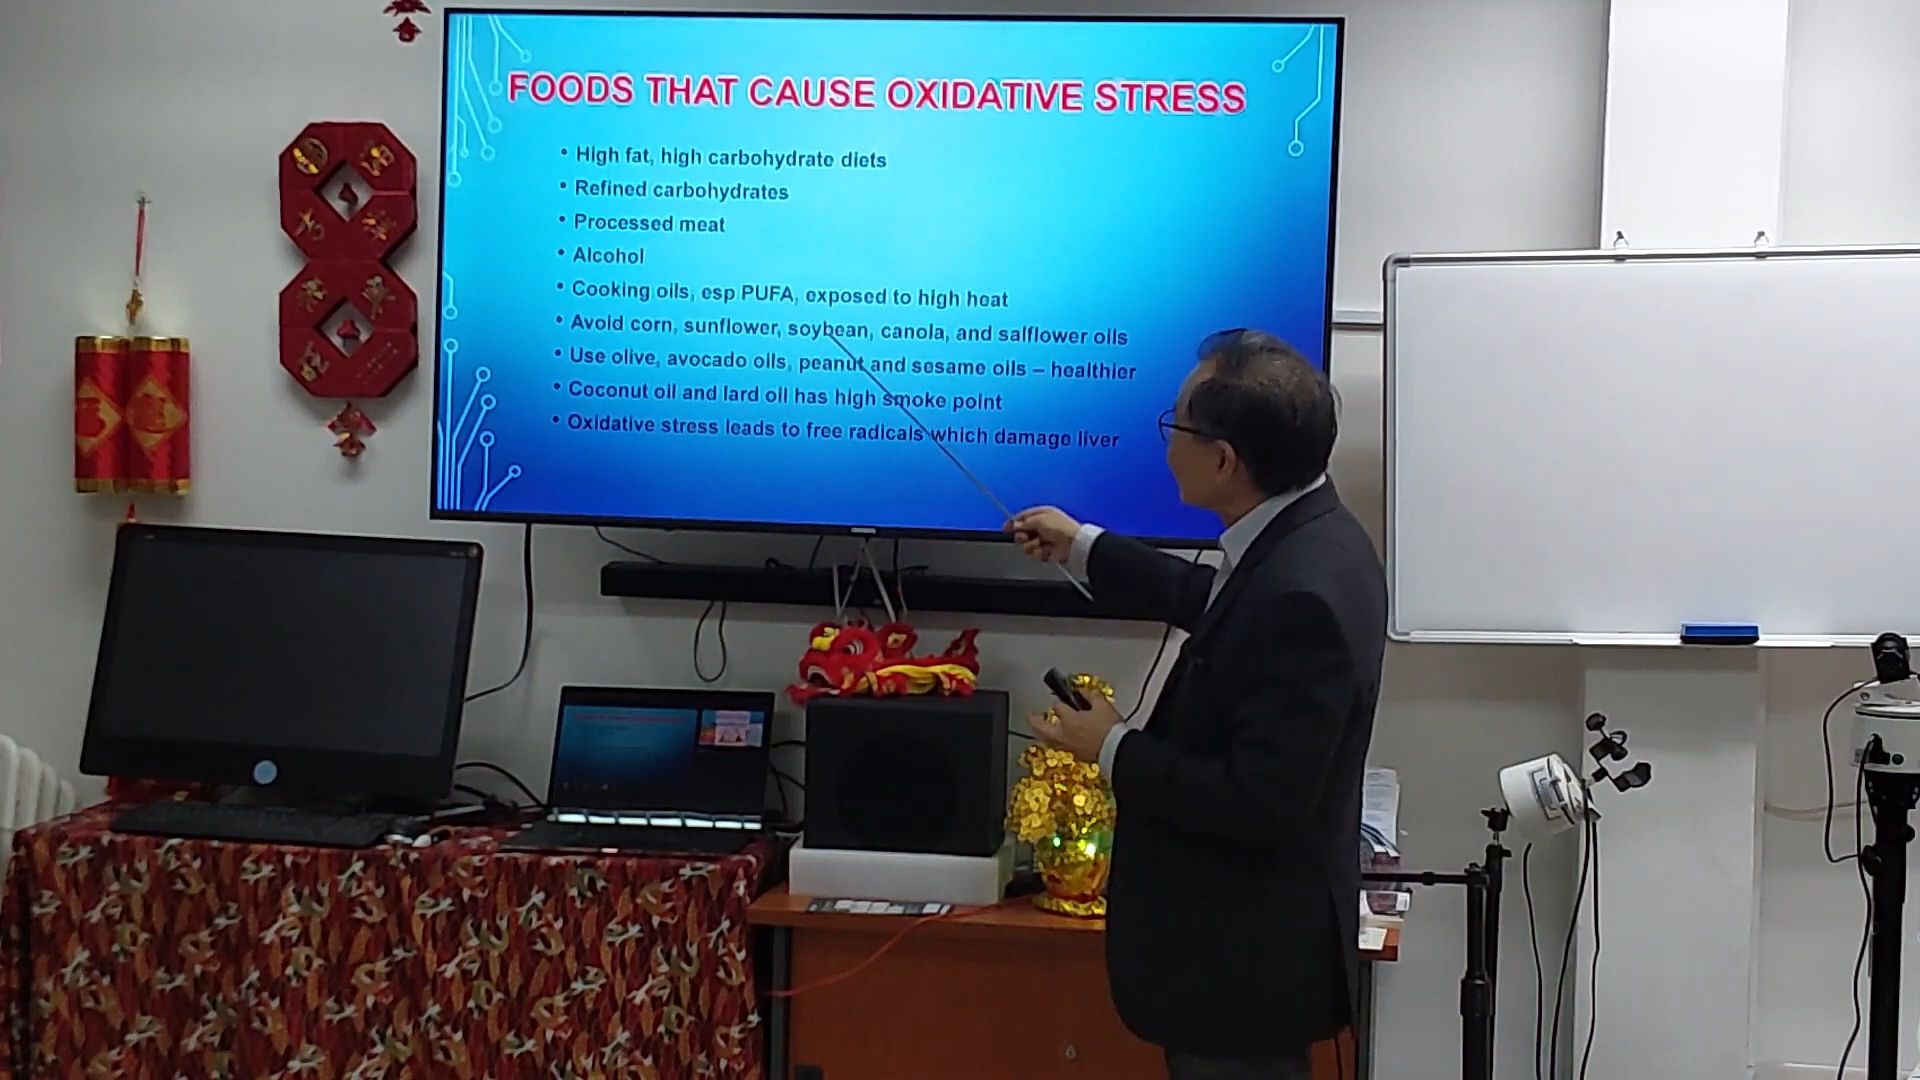 FOODS THAT CAUSE OXIDATIVE STRESS
• High fat, high carbohydrate diets
• Refined carbohydrates
• Processed meat
• Alcohol
• Cooking oils, esp PUFA, exposed to high heat
• Avoid corn, sunflower, soybean, canola, and salflower oils
• Use olive, avocado oils, peanut and sesame oils – healthier
• Coconut oil and lard oil has high smoke point
• Oxidative stress leads to free radicals which damage liver